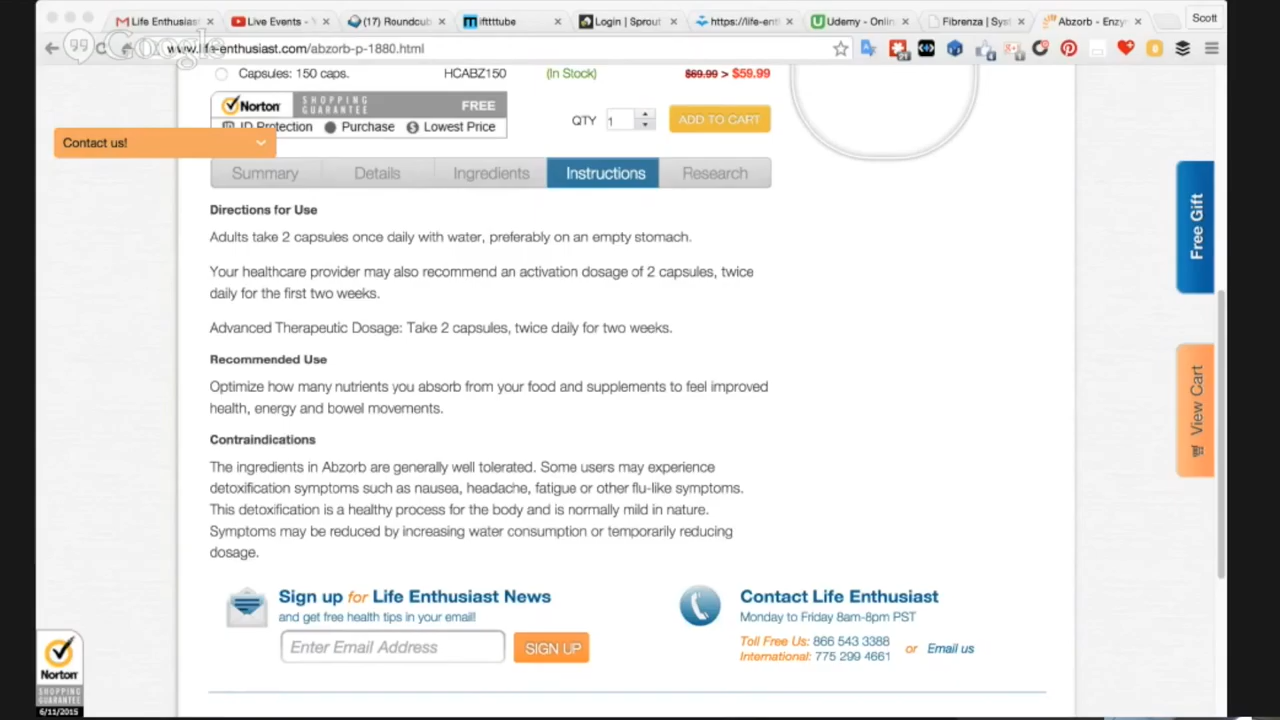 Life Enthusias
Live Events - Y
(17) Roundcub
ifttttube
Login | Sprout
https://life-ent
Udemy - Onlin
Fibrenza | Syst
Abzorb - Enzy
Scott
Google
www.life-enthusiast.com/abzorb-p-1880.html
Capsules: 150 caps.
HCABZ150
(In Stock)
$69.99 > $59.99
Norton
SHOPPING GUARANTEE
FREE
ID Protection
Purchase
Lowest Price
QTY
1
ADD TO CART
Contact us!
Summary
Details
Ingredients
Instructions
Research
Free Gift
Directions for Use
Adults take 2 capsules once daily with water, preferably on an empty stomach.
Your healthcare provider may also recommend an activation dosage of 2 capsules, twice
daily for the first two weeks.
Advanced Therapeutic Dosage: Take 2 capsules, twice daily for two weeks.
Recommended Use
Optimize how many nutrients you absorb from your food and supplements to feel improved
health, energy and bowel movements.
View Cart
Contraindications
The ingredients in Abzorb are generally well tolerated. Some users may experience
detoxification symptoms such as nausea, headache, fatigue or other flu-like symptoms.
This detoxification is a healthy process for the body and is normally mild in nature.
Symptoms may be reduced by increasing water consumption or temporarily reducing
dosage.
Sign up for Life Enthusiast News
and get free health tips in your email!
Enter Email Address
SIGN UP
Contact Life Enthusiast
Monday to Friday 8am-8pm PST
Toll Free Us: 866 543 3388
International: 775 299 4661
or
Email us
Norton
SHOPPING
GUARANTEE
6/11/2015